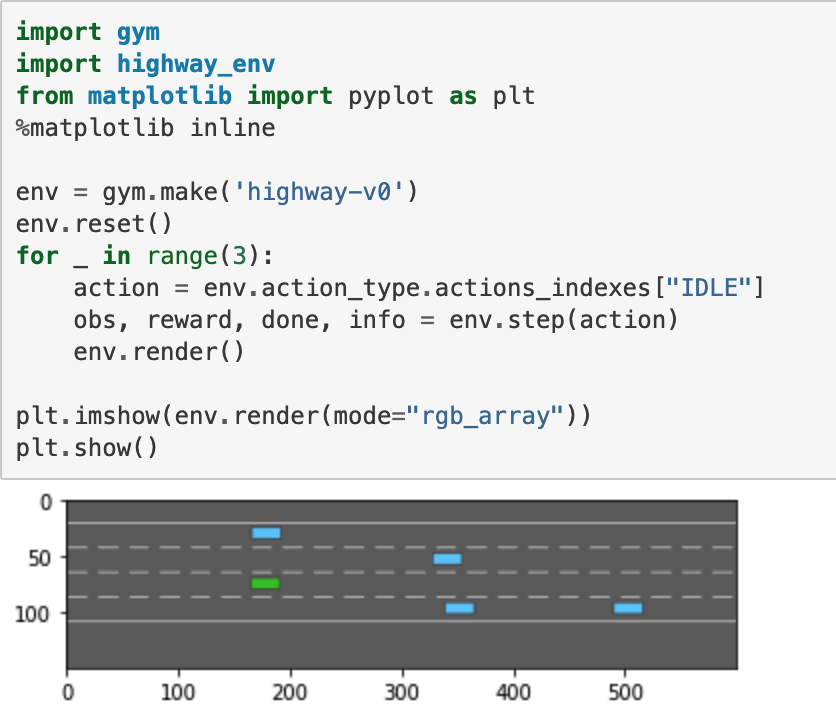 import gym
import highway_env
from matplotlib import pyplot as plt
%matplotlib inline

env = gym.make('highway-v0')
env.reset()
for _ in range(3):
    action = env.action_type.actions_indexes["IDLE"]
    obs, reward, done, info = env.step(action)
    env.render()

plt.imshow(env.render(mode="rgb_array"))
plt.show()
0
50
100
0 100 200 300 400 500